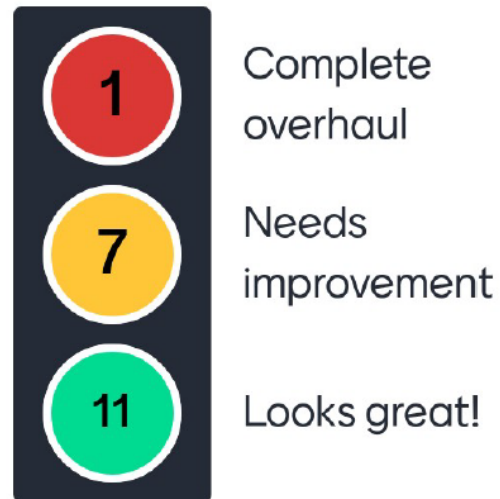 1
Complete
overhaul
7
Needs
improvement
11
Looks great!